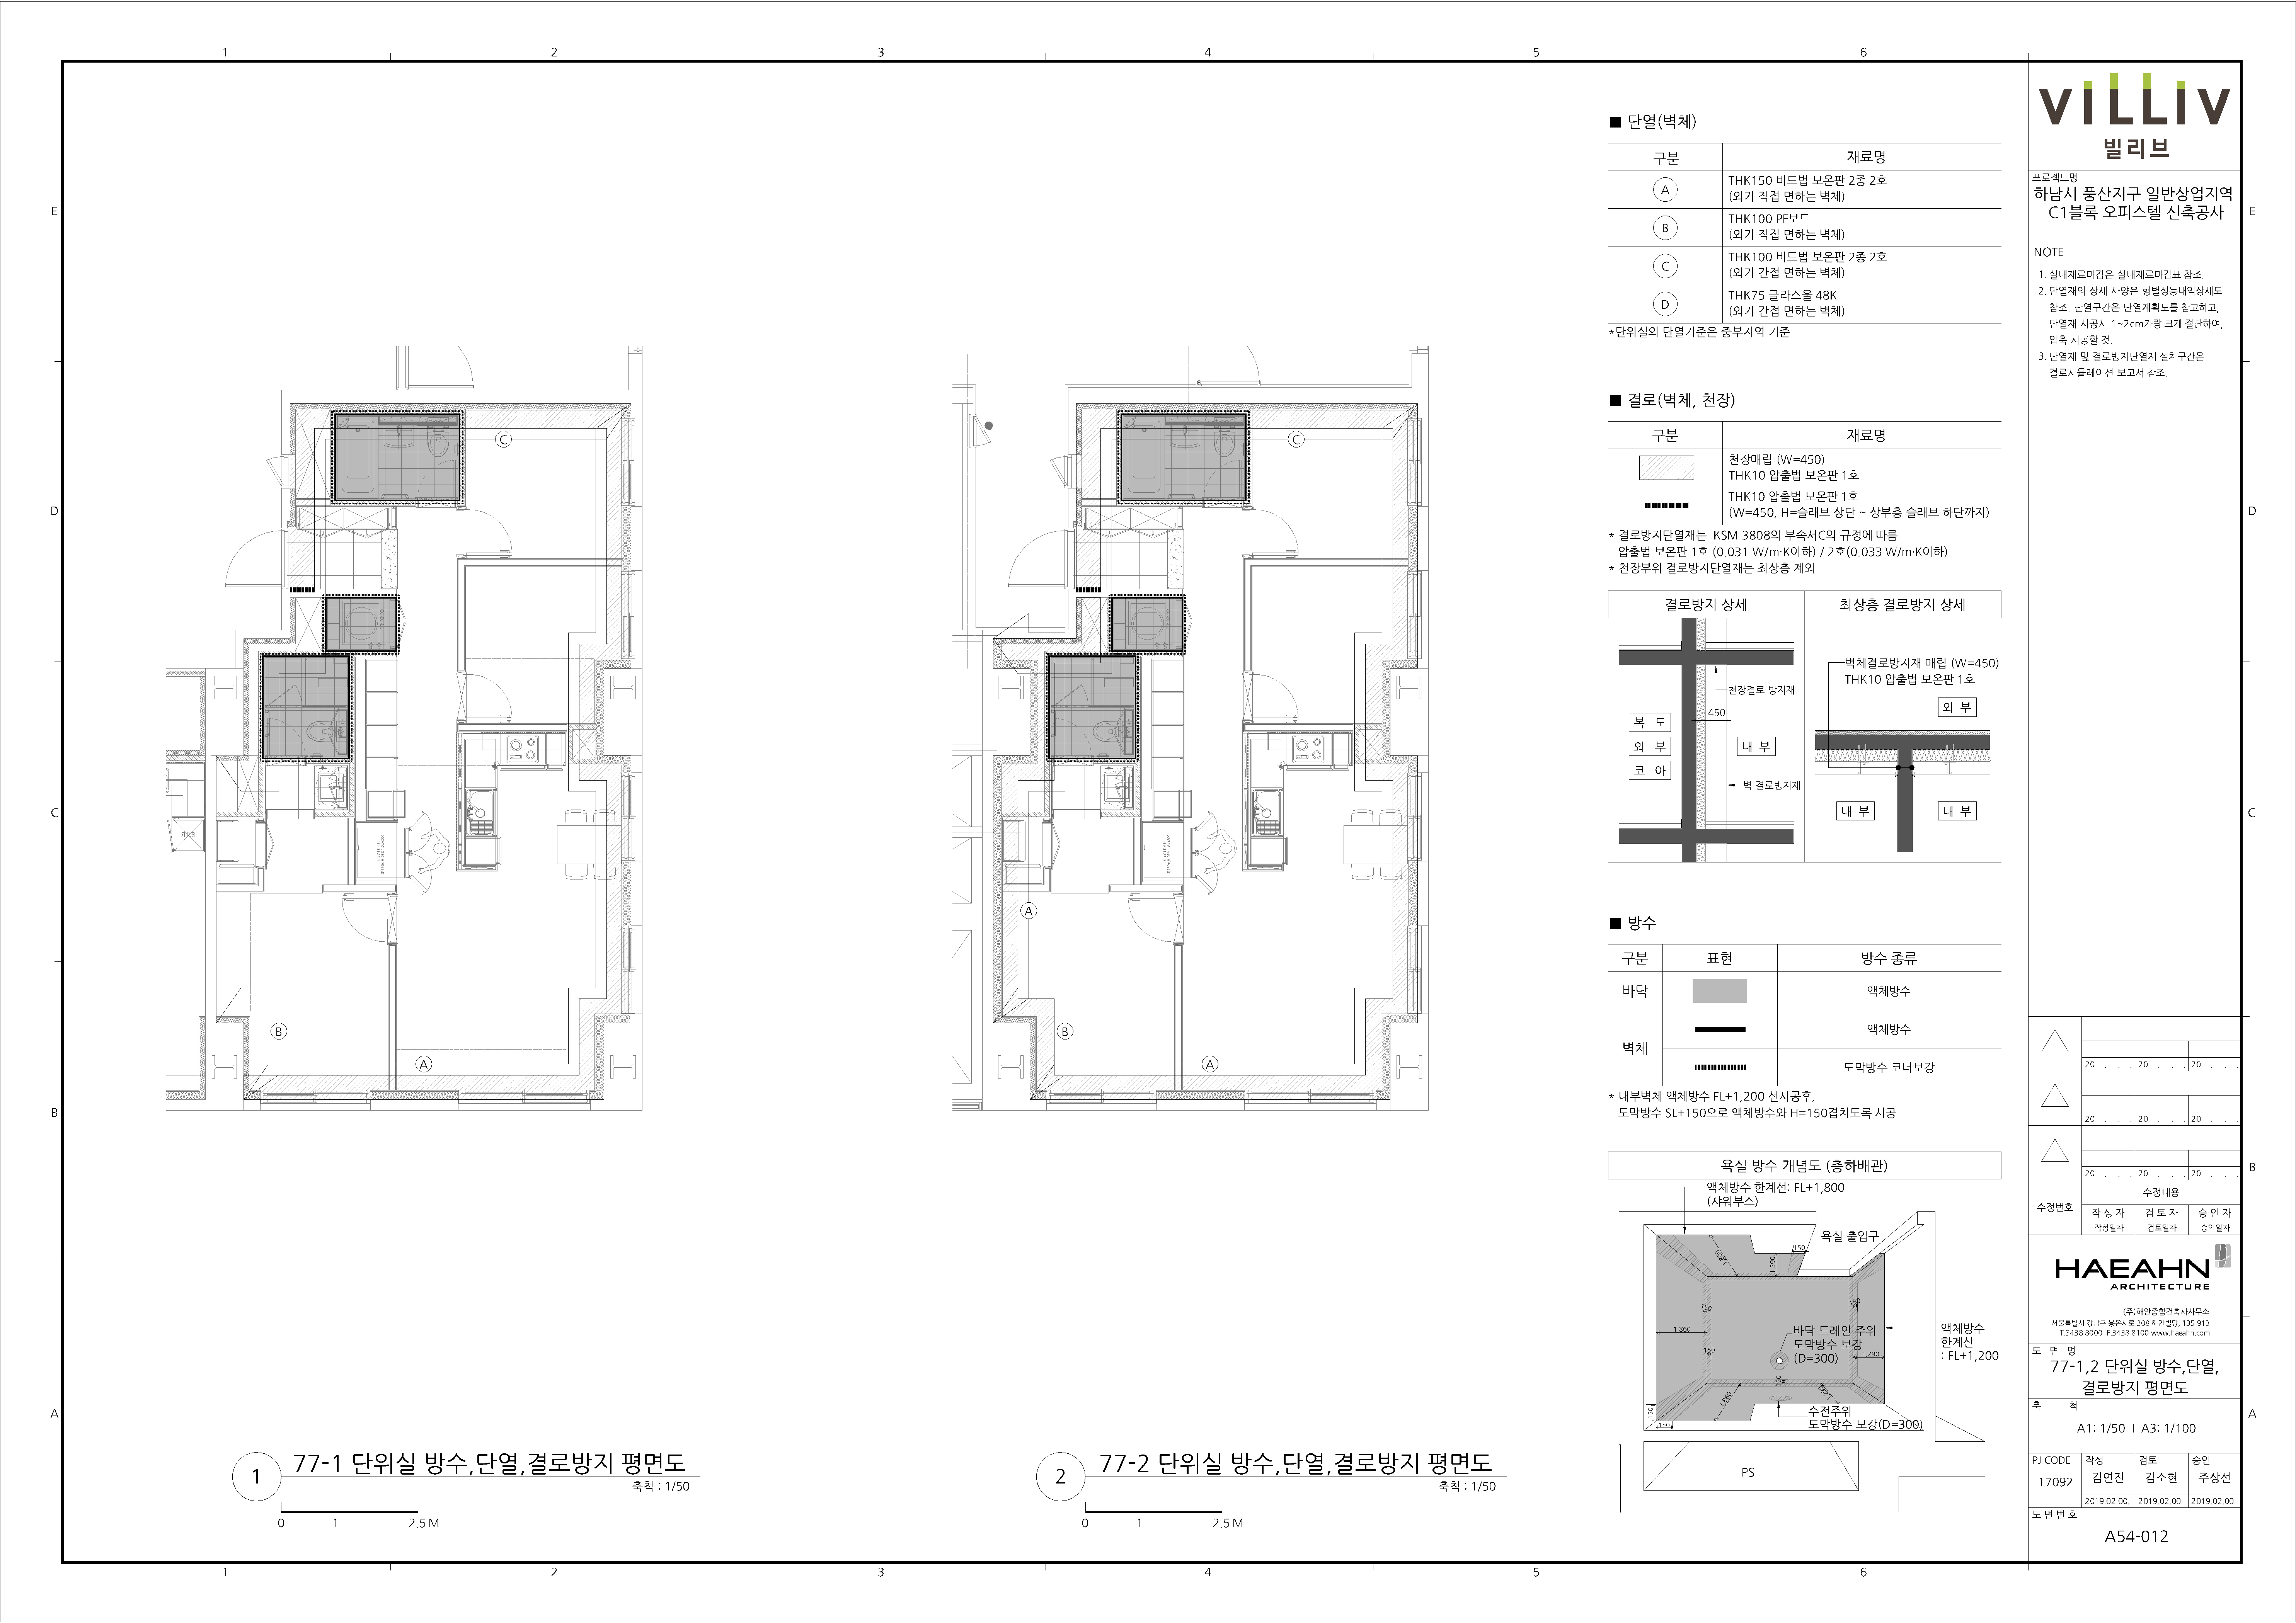 1 2 3 4 5 6
E
D
C
B
A
C
C
B
A
A
B
A
냉장고
1 77-1 단위실 방수,단열,결로방지 평면도
축척 : 1/50
0 1 2.5 M
2 77-2 단위실 방수,단열,결로방지 평면도
축척 : 1/50
0 1 2.5 M
■ 단열(벽체)
구분 재료명
A THK150 비드법 보온판 2종 2호
(외기 직접 면하는 벽체)
B THK100 PF보드
(외기 직접 면하는 벽체)
C THK100 비드법 보온판 2종 2호
(외기 간접 면하는 벽체)
D THK75 글라스울 48K
(외기 간접 면하는 벽체)
*단위실의 단열기준은 중부지역 기준
■ 결로(벽체, 천장)
구분 재료명
천장매립 (W=450)
THK10 압출법 보온판 1호
THK10 압출법 보온판 1호
(W=450, H=슬래브 상단 ~ 상부층 슬래브 하단까지)
* 결로방지단열재는 KSM 3808의 부속서C의 규정에 따름
압출법 보온판 1호 (0.031 W/m·K이하) / 2호(0.033 W/m·K이하)
* 천장부위 결로방지단열재는 최상층 제외
결로방지 상세 최상층 결로방지 상세
천장결로 방지재
450
복 도
외 부
코 아
내 부
벽 결로방지재
벽체결로방지재 매립 (W=450)
THK10 압출법 보온판 1호
외 부
내 부 내 부
■ 방수
구분 표현 방수 종류
바닥 액체방수
벽체 액체방수
도막방수 코너보강
* 내부벽체 액체방수 FL+1,200 선시공후,
도막방수 SL+150으로 액체방수와 H=150겹치도록 시공
욕실 방수 개념도 (층하배관)
액체방수 한계선: FL+1,800
(샤워부스)
욕실 출입구
1,860
1,290
150
150
150
1,860
150
바닥 드레인 주위
도막방수 보강
(D=300)
1,290
액체방수
한계선
: FL+1,200
150
1,860
1,290
150
150
수전주위
도막방수 보강(D=300)
PS
VILLIV
빌리브
프로젝트명
하남시 풍산지구 일반상업지역
C1블록 오피스텔 신축공사
NOTE
1. 실내재료마감은 실내재료마감표 참조.
2. 단열재의 상세 사양은 형별성능내역상세도
참조. 단열구간은 단열계획도를 참고하고,
단열재 시공시 1~2cm가량 크게 절단하여,
압축 시공할 것.
3. 단열재 및 결로방지단열재 설치구간은
결로시뮬레이션 보고서 참조.
20 . . . 20 . . . 20 . . .
20 . . . 20 . . . 20 . . .
20 . . . 20 . . . 20 . . .
수정번호 수정내용
작 성 자 검 토 자 승 인 자
작성일자 검토일자 승인일자
HAEAHN
ARCHITECTURE
(주)해안종합건축사사무소
서울특별시 강남구 봉은사로 208 해안빌딩, 135-913
T.3438 8000 F.3438 8100 www.haeahn.com
도 면 명
77-1,2 단위실 방수,단열,
결로방지 평면도
축 척
A1: 1/50 I A3: 1/100
PJ CODE 작성 검토 승인
17092 김연진 김소현 주상선
2019.02.00. 2019.02.00. 2019.02.00.
도 면 번 호
A54-012
E
D
C
B
A
1 2 3 4 5 6